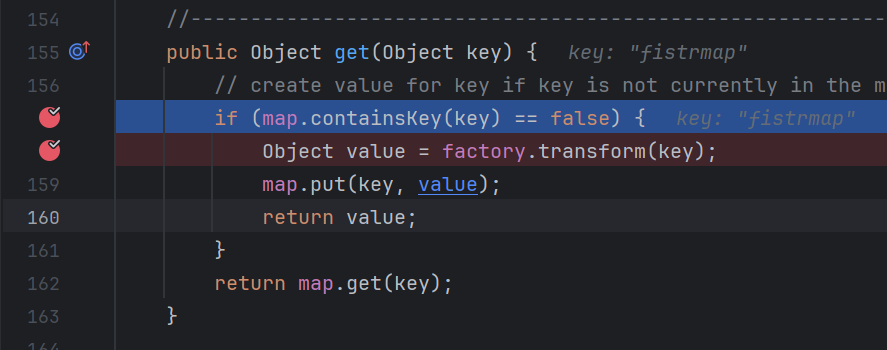 154 //----------------------------------------------------------
155 public Object get(Object key) { key: "fistrmap"
156 // create value for key if key is not currently in the m
if (map.containsKey(key) == false) { key: "fistrmap"
Object value = factory.transform(key);
159 map.put(key, value);
160 return value;
161 }
162 return map.get(key);
163 }
164